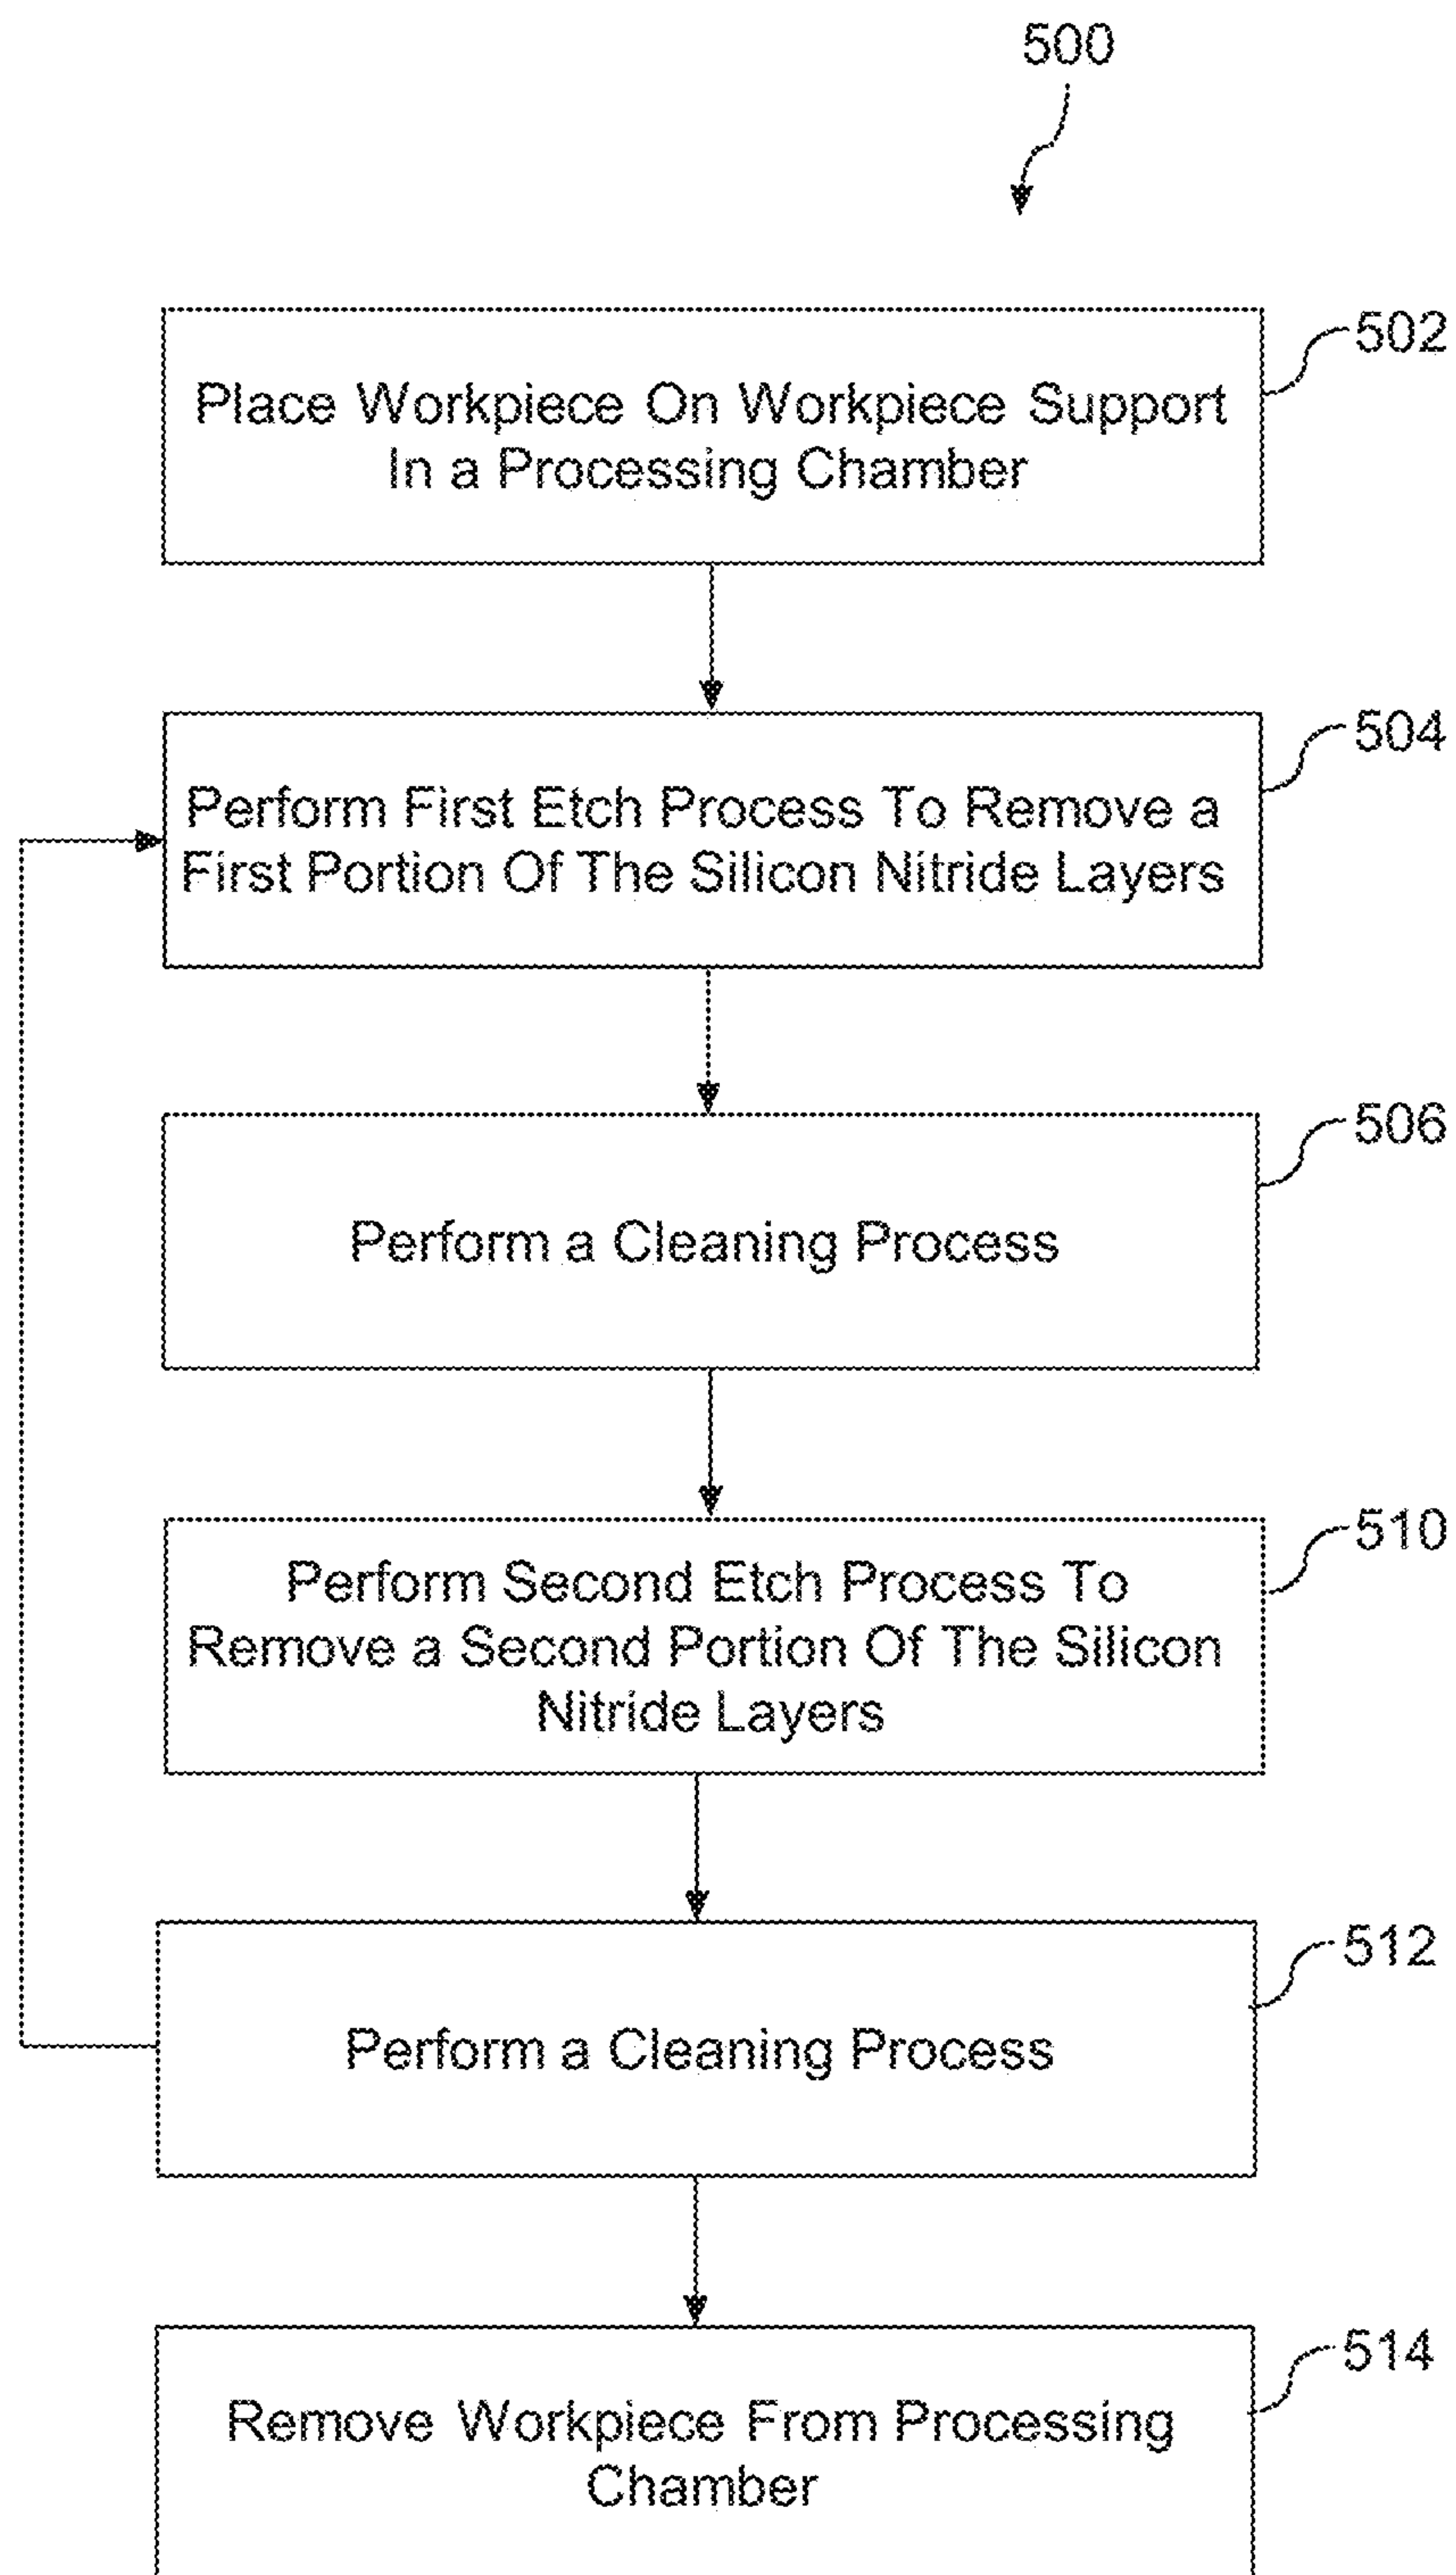 500
Place Workpiece On Workpiece Support
In a Processing Chamber
502
Perform First Etch Process To Remove a
First Portion Of The Silicon Nitride Layers
504
Perform a Cleaning Process
506
Perform Second Etch Process To
Remove a Second Portion Of The Silicon
Nitride Layers
510
Perform a Cleaning Process
512
Remove Workpiece From Processing
Chamber
514